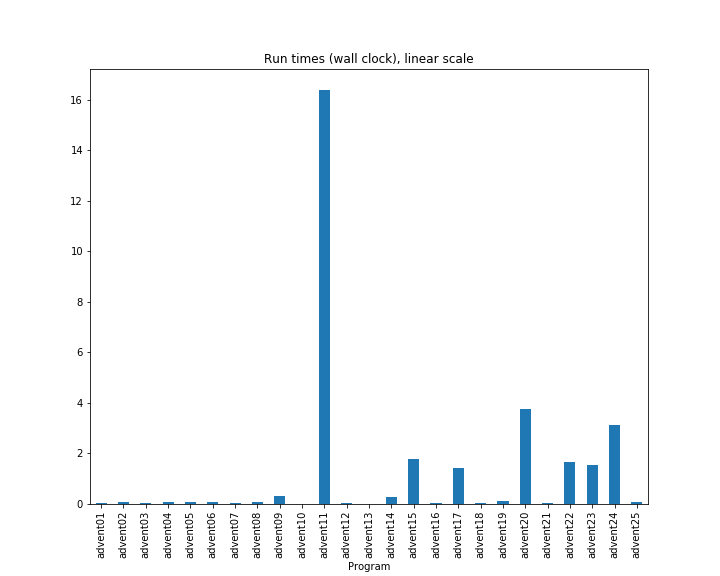 Run times (wall clock), linear scale
16
14
12
10
8
6
4
2
0
advent01
advent02
advent03
advent04
advent05
advent06
advent07
advent08
advent09
advent10
advent11
advent12
advent13
advent14
advent15
advent16
advent17
advent18
advent19
advent20
advent21
advent22
advent23
advent24
advent25
Program